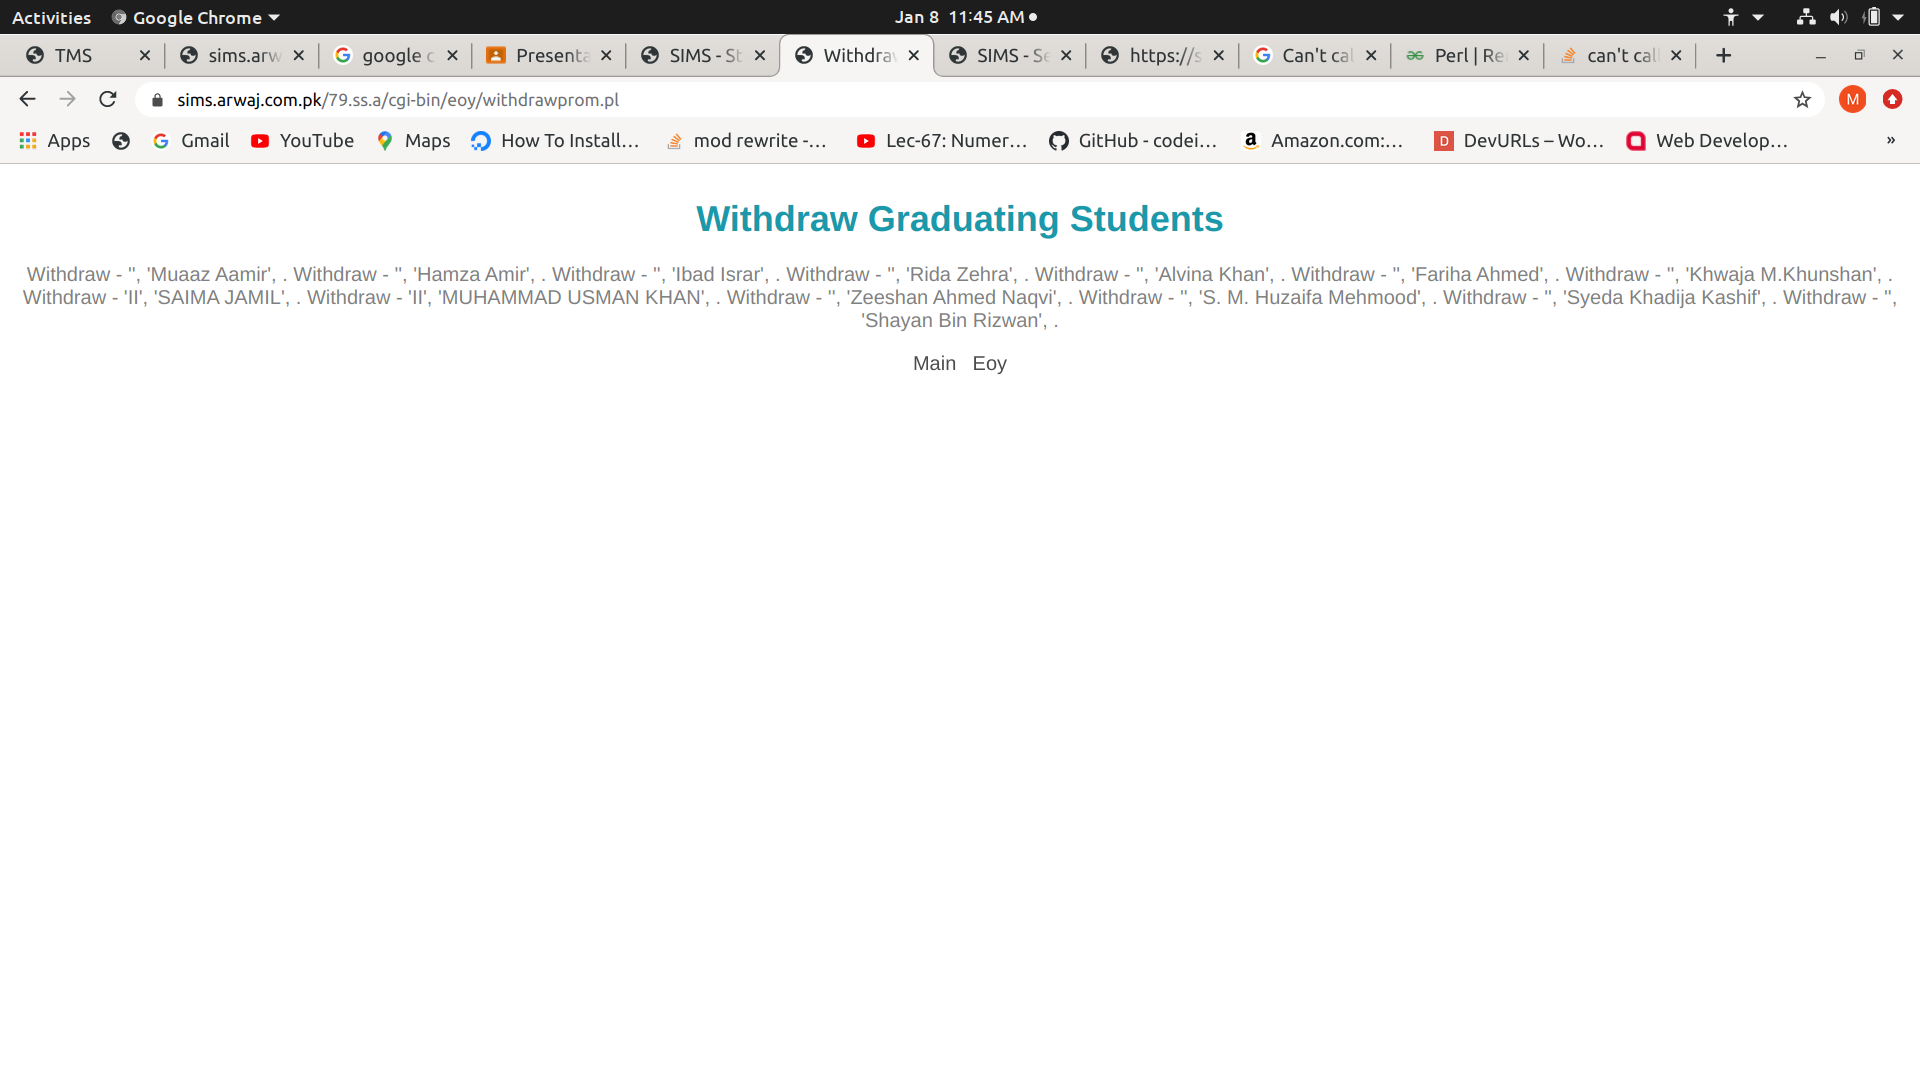 Activities Google Chrome Jan 8 11:45 AM
TMS sims.arw google c Presenta SIMS - St Withdra SIMS - Se https://s Can't cal Perl | Re can't call
sims.arwaj.com.pk/79.ss.a/cgi-bin/eoy/withdrawprom.pl M
Apps Gmail YouTube Maps How To Install… mod rewrite -… Lec-67: Numer… GitHub - codei… Amazon.com:… DevURLs – Wo… Web Develop… »
Withdraw Graduating Students
Withdraw - '', 'Muaaz Aamir', . Withdraw - '', 'Hamza Amir', . Withdraw - '', 'Ibad Israr', . Withdraw - '', 'Rida Zehra', . Withdraw - '', 'Alvina Khan', . Withdraw - '', 'Fariha Ahmed', . Withdraw - '', 'Khwaja M.Khunshan', .
Withdraw - 'II', 'SAIMA JAMIL', . Withdraw - 'II', 'MUHAMMAD USMAN KHAN', . Withdraw - '', 'Zeeshan Ahmed Naqvi', . Withdraw - '', 'S. M. Huzaifa Mehmood', . Withdraw - '', 'Syeda Khadija Kashif', . Withdraw - '',
'Shayan Bin Rizwan', .
Main Eoy